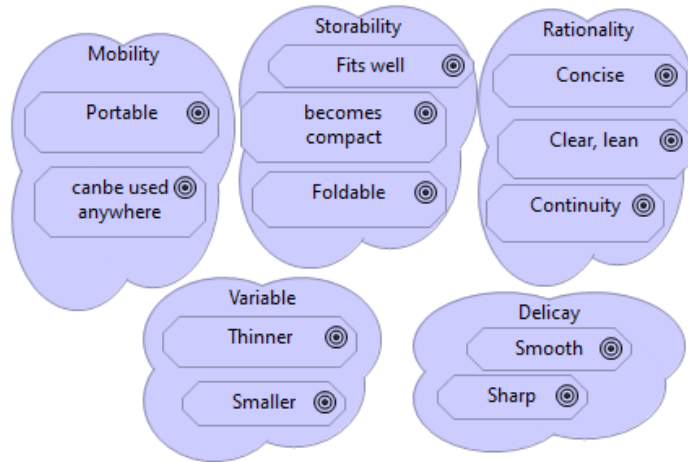 Mobility
Portable
canbe used
anywhere
Storability
Fits well
becomes
compact
Foldable
Rationality
Concise
Clear, lean
Continuity
Variable
Thinner
Smaller
Delicay
Smooth
Sharp